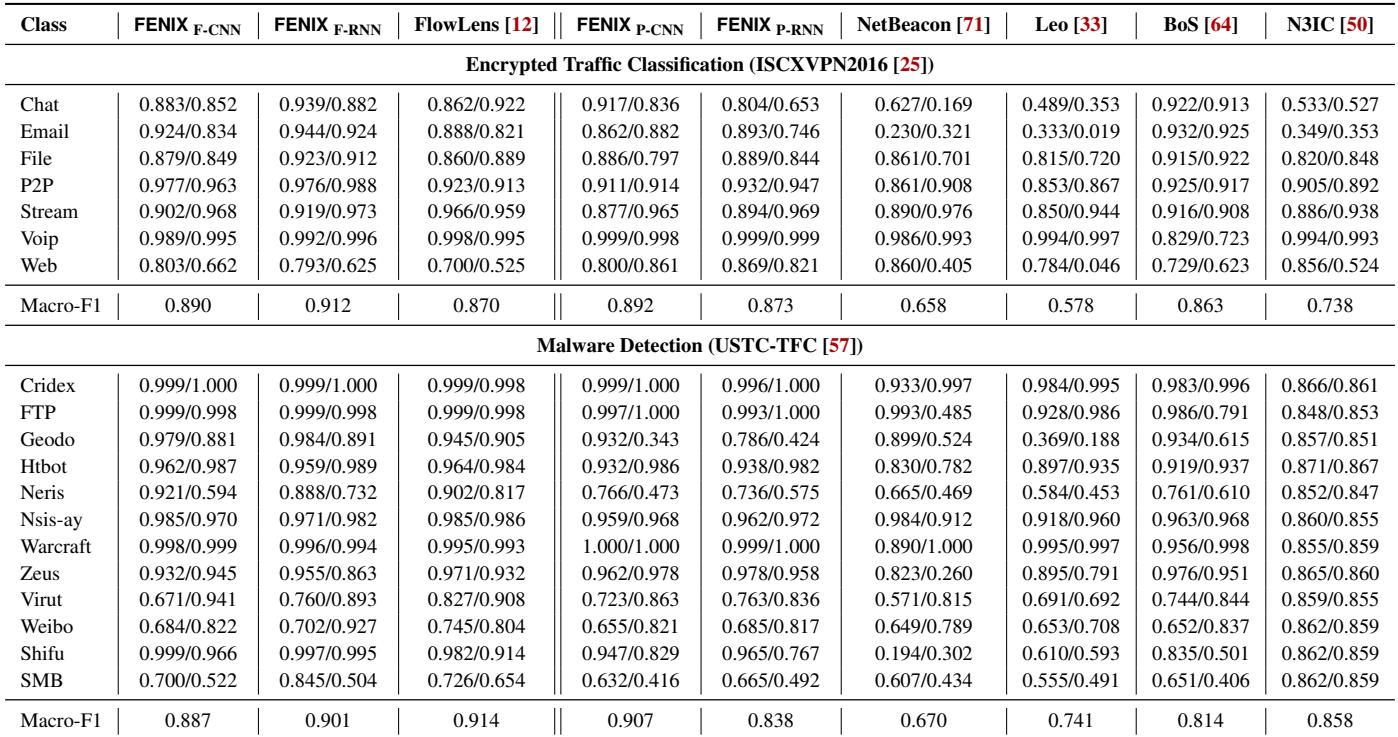 Class FENIX F-CNN FENIX F-RNN FlowLens [12] FENIX P-CNN FENIX P-RNN NetBeacon [71] Leo [33] BoS [64] N3IC [50]
Encrypted Traffic Classification (ISCXVPN2016 [25])
Chat 0.883/0.852 0.939/0.882 0.862/0.922 0.917/0.836 0.804/0.653 0.627/0.169 0.489/0.353 0.922/0.913 0.533/0.527
Email 0.924/0.834 0.944/0.924 0.888/0.821 0.862/0.882 0.893/0.746 0.230/0.321 0.333/0.019 0.932/0.925 0.349/0.353
File 0.879/0.849 0.923/0.912 0.860/0.889 0.886/0.797 0.889/0.844 0.861/0.701 0.815/0.720 0.915/0.922 0.820/0.848
P2P 0.977/0.963 0.976/0.988 0.923/0.913 0.911/0.914 0.932/0.947 0.861/0.908 0.853/0.867 0.925/0.917 0.905/0.892
Stream 0.902/0.968 0.919/0.973 0.966/0.959 0.877/0.965 0.894/0.969 0.890/0.976 0.850/0.944 0.916/0.908 0.886/0.938
Voip 0.989/0.995 0.992/0.996 0.998/0.995 0.999/0.998 0.999/0.999 0.986/0.993 0.994/0.997 0.829/0.723 0.994/0.993
Web 0.803/0.662 0.793/0.625 0.700/0.525 0.800/0.861 0.869/0.821 0.860/0.405 0.784/0.046 0.729/0.623 0.856/0.524
Macro-F1 0.890 0.912 0.870 0.892 0.873 0.658 0.578 0.863 0.738
Malware Detection (USTC-TFC [57])
Cridex 0.999/1.000 0.999/1.000 0.999/0.998 0.999/1.000 0.996/1.000 0.933/0.997 0.984/0.995 0.983/0.996 0.866/0.861
FTP 0.999/0.998 0.999/0.998 0.999/0.998 0.997/1.000 0.993/1.000 0.993/0.485 0.928/0.986 0.986/0.791 0.848/0.853
Geodo 0.979/0.881 0.984/0.891 0.945/0.905 0.932/0.343 0.786/0.424 0.899/0.524 0.369/0.188 0.934/0.615 0.857/0.851
Htbot 0.962/0.987 0.959/0.989 0.964/0.984 0.932/0.986 0.938/0.982 0.830/0.782 0.897/0.935 0.919/0.937 0.871/0.867
Neris 0.921/0.594 0.888/0.732 0.902/0.817 0.766/0.473 0.736/0.575 0.665/0.469 0.584/0.453 0.761/0.610 0.852/0.847
Nsis-ay 0.985/0.970 0.971/0.982 0.985/0.986 0.959/0.968 0.962/0.972 0.984/0.912 0.918/0.960 0.963/0.968 0.860/0.855
Warcraft 0.998/0.999 0.996/0.994 0.995/0.993 1.000/1.000 0.999/1.000 0.890/1.000 0.995/0.997 0.956/0.998 0.855/0.859
Zeus 0.932/0.945 0.955/0.863 0.971/0.932 0.962/0.978 0.978/0.958 0.823/0.260 0.895/0.791 0.976/0.951 0.865/0.860
Virut 0.671/0.941 0.760/0.893 0.827/0.908 0.723/0.863 0.763/0.836 0.571/0.815 0.691/0.692 0.744/0.844 0.859/0.855
Weibo 0.684/0.822 0.702/0.927 0.745/0.804 0.655/0.821 0.685/0.817 0.649/0.789 0.653/0.708 0.652/0.837 0.862/0.859
Shifu 0.999/0.966 0.997/0.995 0.982/0.914 0.947/0.829 0.965/0.767 0.194/0.302 0.610/0.593 0.835/0.501 0.862/0.859
SMB 0.700/0.522 0.845/0.504 0.726/0.654 0.632/0.416 0.665/0.492 0.607/0.434 0.555/0.491 0.651/0.406 0.862/0.859
Macro-F1 0.887 0.901 0.914 0.907 0.838 0.670 0.741 0.814 0.858